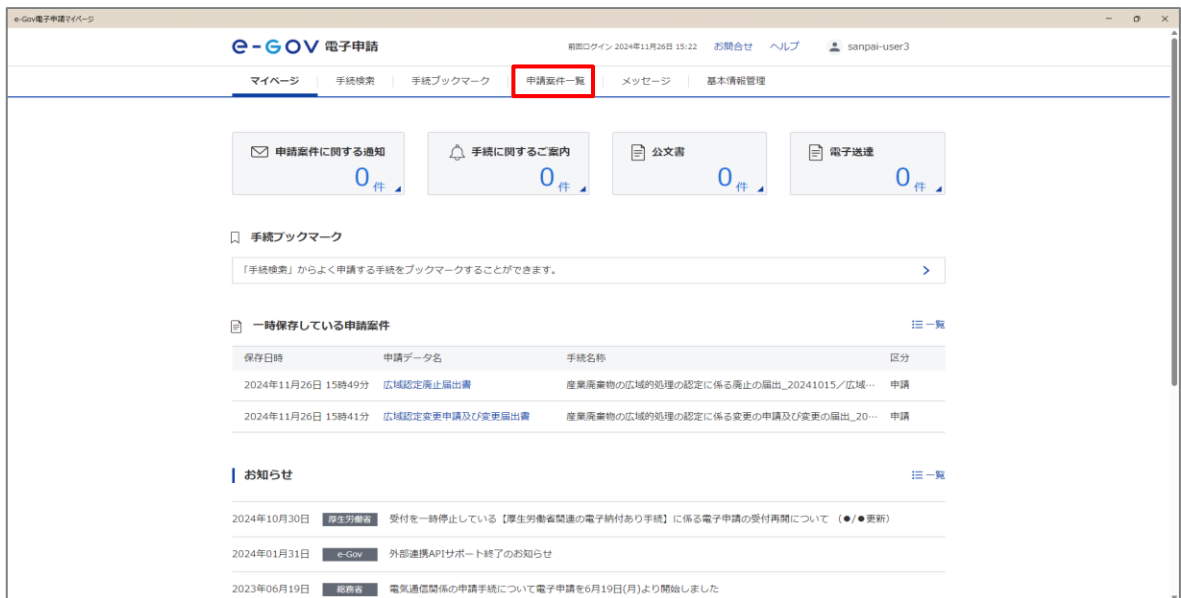 e-Gov電子申請マイページ
e-GOV 電子申請
前回ログイン 2024年11月26日 15:22 お問合せ ヘルプ sanpai-user3
マイページ 手続検索 手続ブックマーク 申請案件一覧 メッセージ 基本情報管理
申請案件に関する通知 手続に関するご案内 公文書 電子送達
0 件 0 件 0 件 0 件
手続ブックマーク
「手続検索」からよく申請する手続をブックマークすることができます。
一時保存している申請案件 一覧
保存日時 申請データ名 手続名称 区分
2024年11月26日 15時49分 広域認定廃止届出書 産業廃棄物の広域的処理の認定に係る廃止の届出_20241015／広域… 申請
2024年11月26日 15時41分 広域認定変更申請及び変更届出書 産業廃棄物の広域的処理の認定に係る変更の申請及び変更の届出_20… 申請
お知らせ 一覧
2024年10月30日 厚生労働省 受付を一時停止している【厚生労働省関連の電子納付あり手続】に係る電子申請の受付再開について （●/●更新）
2024年01月31日 e-Gov 外部連携APIサポート終了のお知らせ
2023年06月19日 総務省 電気通信関係の申請手続について電子申請を6月19日(月)より開始しました